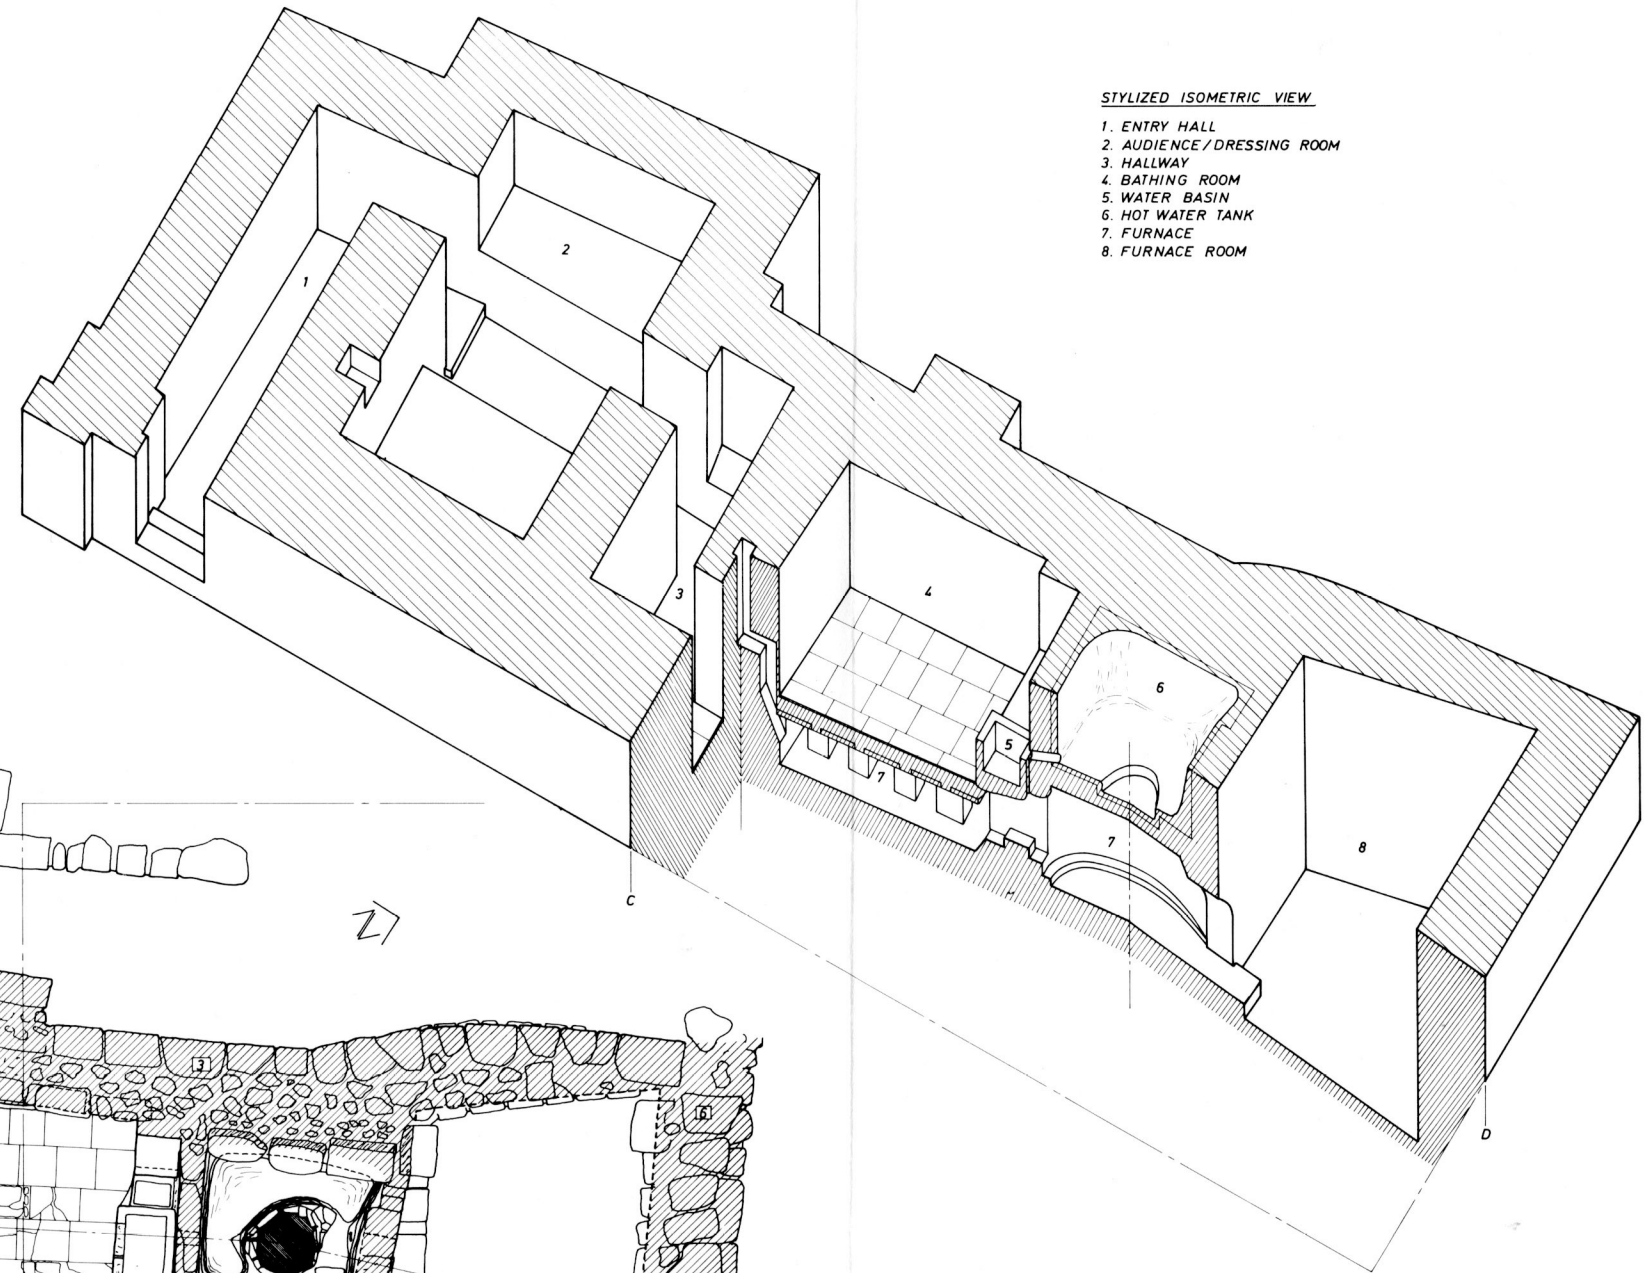 STYLIZED ISOMETRIC VIEW
1. ENTRY HALL
2. AUDIENCE/DRESSING ROOM
3. HALLWAY
4. BATHING ROOM
5. WATER BASIN
6. HOT WATER TANK
7. FURNACE
8. FURNACE ROOM
2
1
4
3
6
5
7
7
8
C
3
6
D